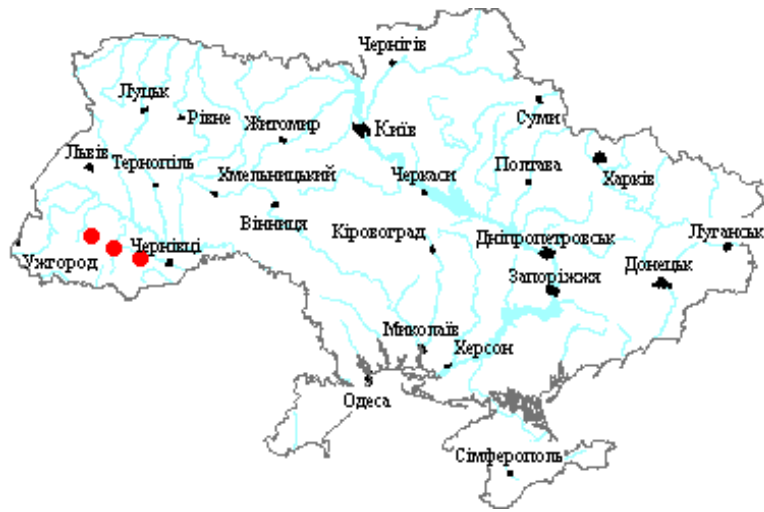 Чернігів
Луцьк
Рівне
Житомир
Київ
Суми
Львів
Тернопіль
Хмельницький
Черкаси
Полтава
Харків
Вінниця
Кіровоград
Дніпропетровськ
Луганськ
Ужгород
Чернівці
Запоріжжя
Донецьк
Миколаїв
Херсон
Одеса
Сімферополь